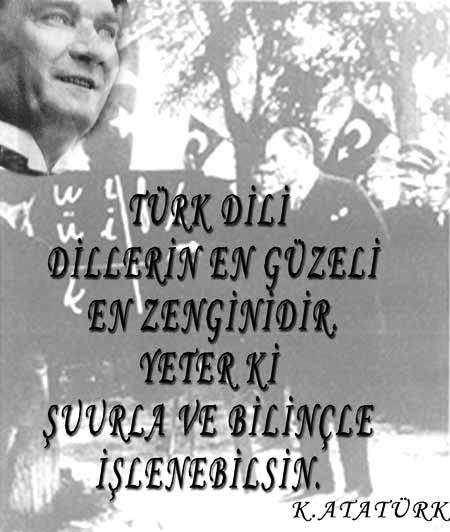 TÜRK DİLİ
DİLLERİN EN GÜZELİ
EN ZENGİNİDİR.
YETER Kİ
ŞUURLA VE BİLİNÇLE
İŞLENEBİLSİN.
K.ATATÜRK